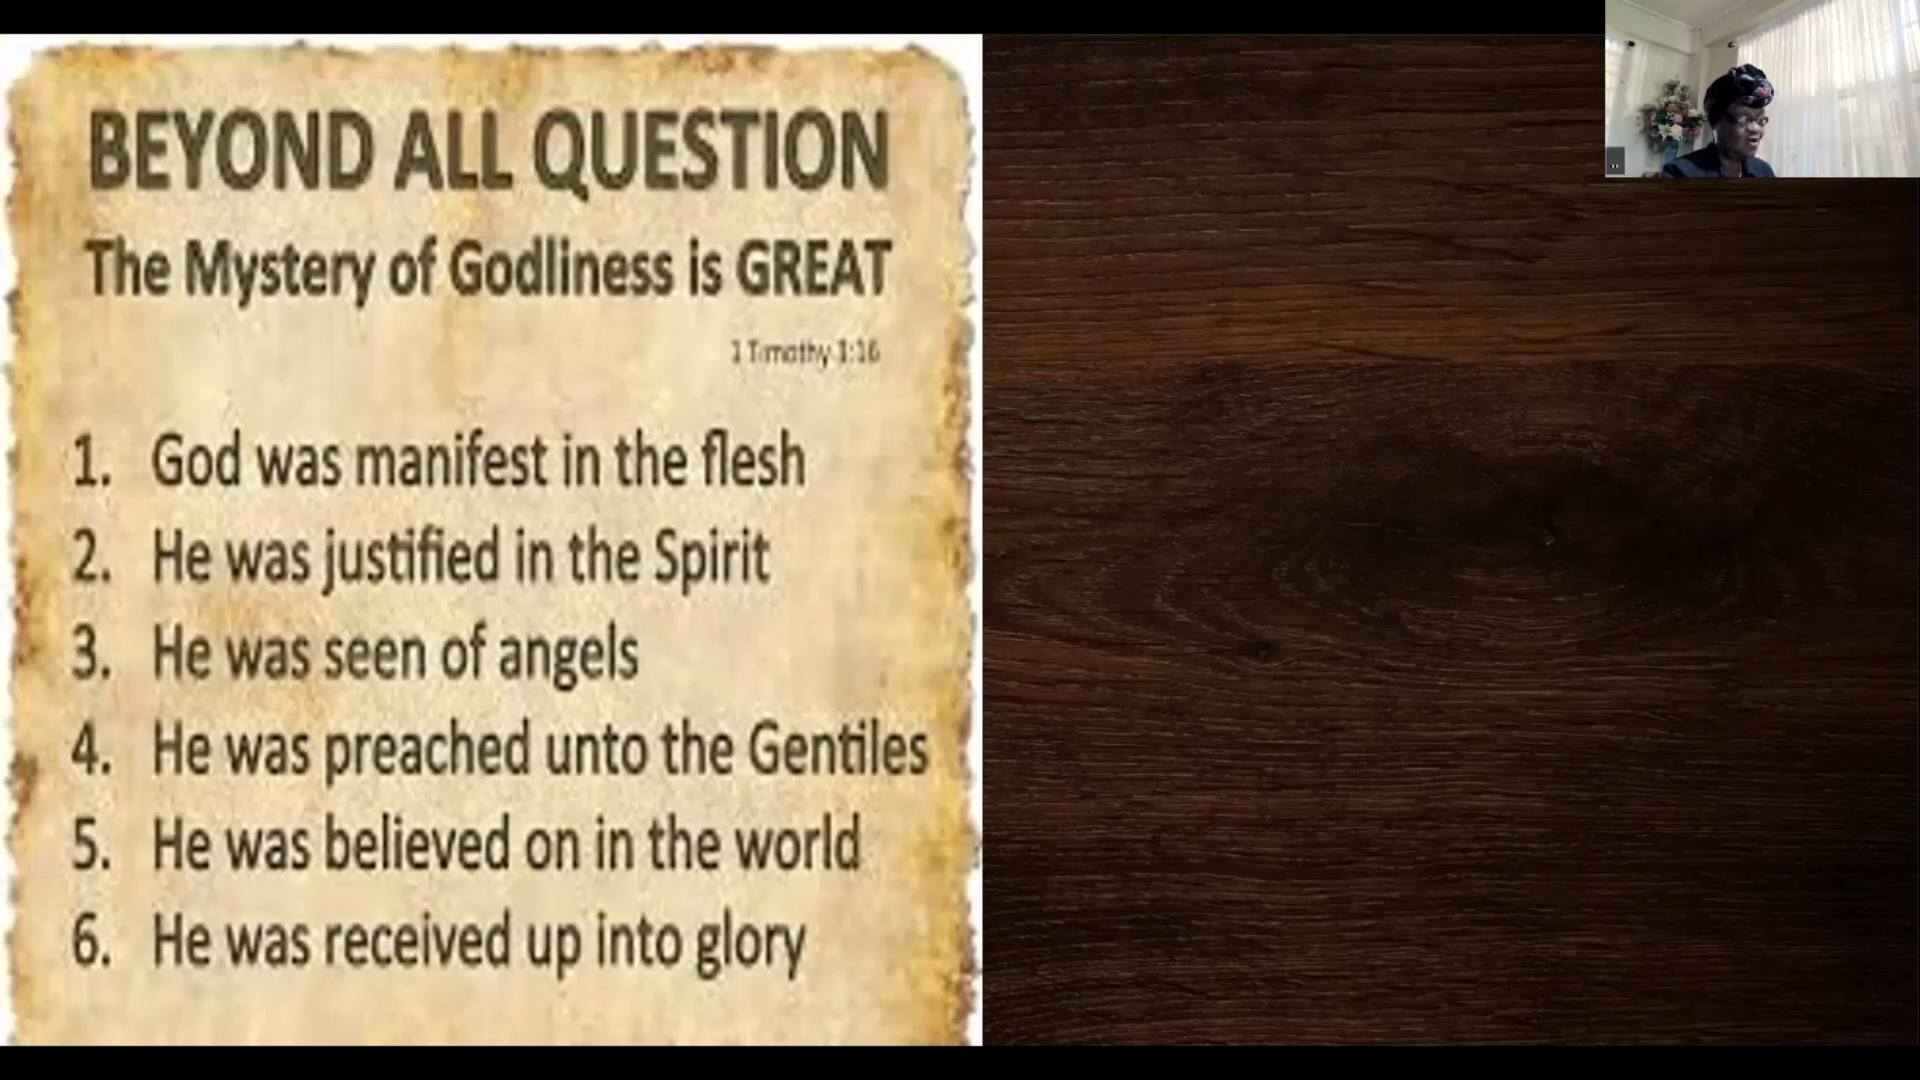 BEYOND ALL QUESTION
The Mystery of Godliness is GREAT
1 Timothy 3:16
1. God was manifest in the flesh
2. He was justified in the Spirit
3. He was seen of angels
4. He was preached unto the Gentiles
5. He was believed on in the world
6. He was received up into glory